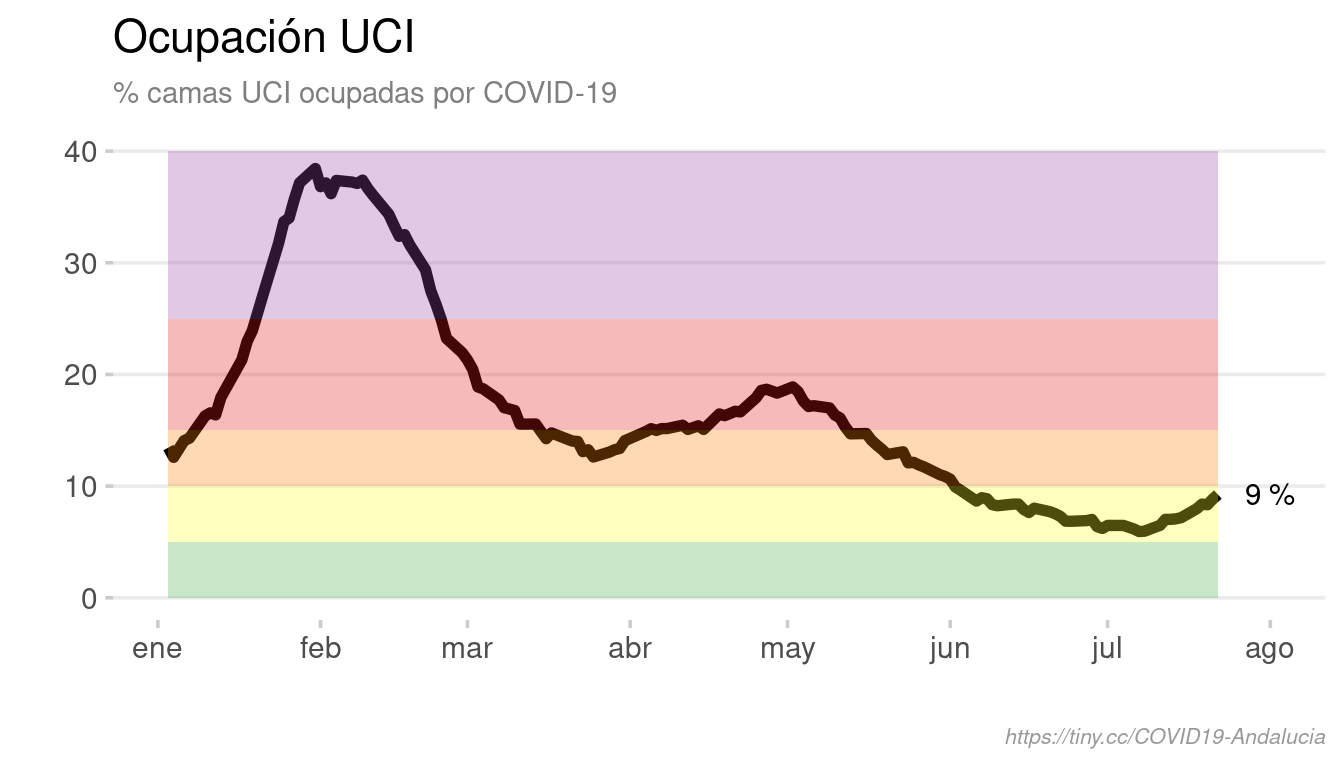 Ocupación UCI
% camas UCI ocupadas por COVID-19
40
30
20
10
0
9 %
ene feb mar abr may jun jul ago
https://tiny.cc/COVID19-Andalucia